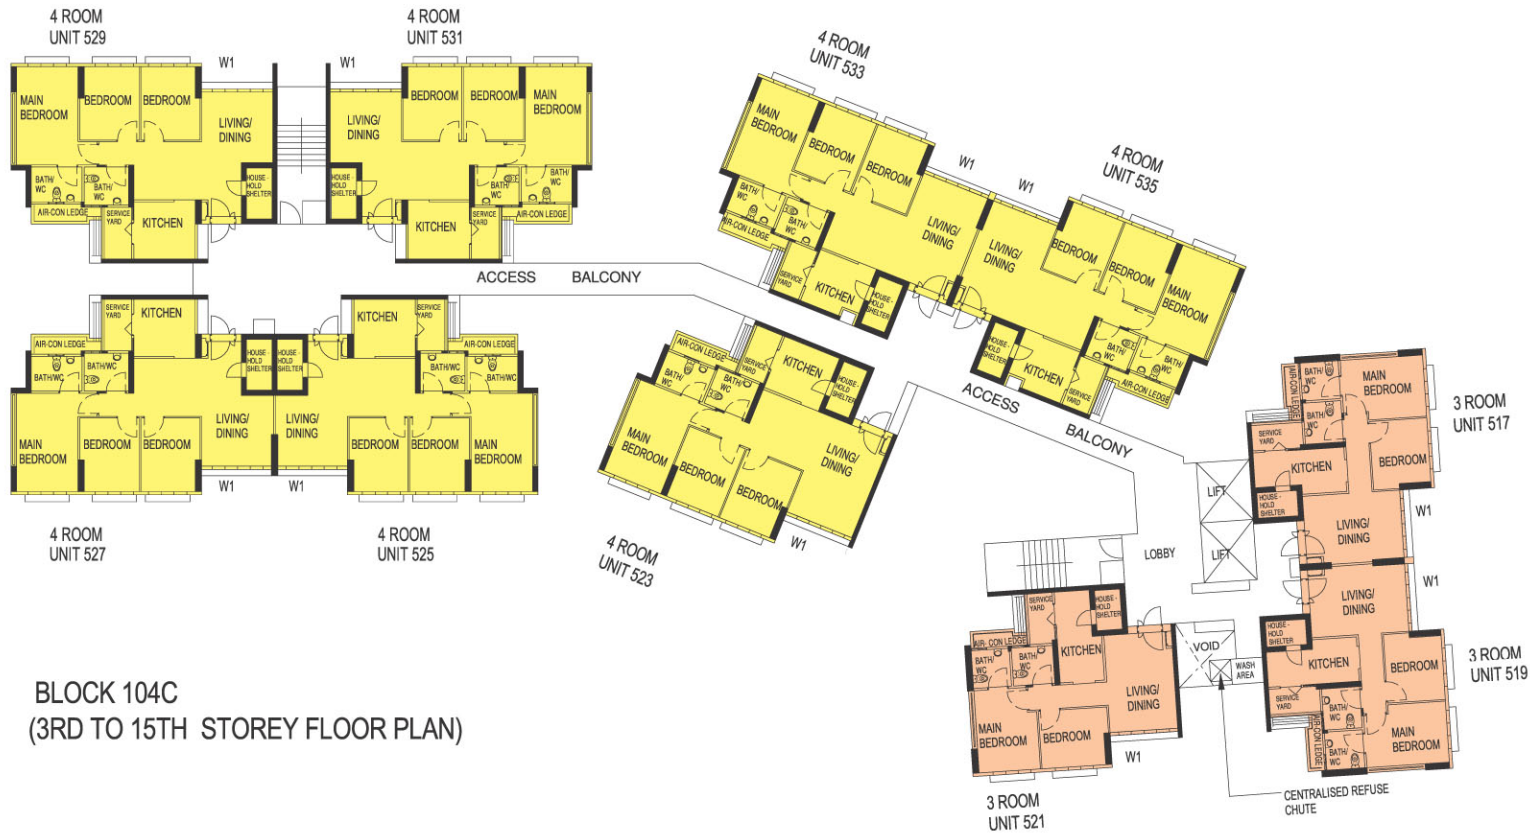 4 ROOM
UNIT 529
4 ROOM
UNIT 531
W1
W1
MAIN
BEDROOM
BEDROOM
BEDROOM
LIVING/
DINING
BATH/
WC
BATH/
WC
HOUSE -
HOLD
SHELTER
AIR-CON LEDGE
SERVICE
YARD
KITCHEN
LIVING/
DINING
BEDROOM
BEDROOM
MAIN
BEDROOM
HOUSE -
HOLD
SHELTER
BATH/
WC
BATH/
WC
KITCHEN
SERVICE
YARD
AIR-CON LEDGE
4 ROOM
UNIT 533
MAIN
BEDROOM
BEDROOM
BEDROOM
W1
BATH/
WC
BATH/
WC
AIR-CON LEDGE
LIVING/
DINING
SERVICE
YARD
KITCHEN
HOUSE -
HOLD
SHELTER
4 ROOM
UNIT 535
W1
LIVING/
DINING
BEDROOM
BEDROOM
MAIN
BEDROOM
HOUSE -
HOLD
SHELTER
KITCHEN
SERVICE
YARD
BATH/
WC
BATH/
WC
AIR-CON LEDGE
ACCESS BALCONY
SERVICE
YARD
KITCHEN
AIR-CON LEDGE
BATH/WC
BATH/WC
HOUSE -
HOLD
SHELTER
MAIN
BEDROOM
BEDROOM
BEDROOM
LIVING/
DINING
W1
4 ROOM
UNIT 527
HOUSE -
HOLD
SHELTER
KITCHEN
SERVICE
YARD
AIR-CON LEDGE
BATH/WC
BATH/WC
LIVING/
DINING
BEDROOM
BEDROOM
MAIN
BEDROOM
W1
4 ROOM
UNIT 525
AIR-CON LEDGE
SERVICE
YARD
KITCHEN
HOUSE -
HOLD
SHELTER
BATH/
WC
BATH/
WC
MAIN
BEDROOM
BEDROOM
BEDROOM
LIVING/
DINING
W1
4 ROOM
UNIT 523
ACCESS
BALCONY
LIFT
LIFT
LOBBY
AIR-CON LEDGE
BATH/
WC
MAIN
BEDROOM
BATH/
WC
SERVICE
YARD
KITCHEN
BEDROOM
HOUSE -
HOLD
SHELTER
LIVING/
DINING
W1
3 ROOM
UNIT 517
LIVING/
DINING
W1
HOUSE -
HOLD
SHELTER
KITCHEN
BEDROOM
SERVICE
YARD
BATH/
WC
AIR-CON LEDGE
BATH/
WC
MAIN
BEDROOM
3 ROOM
UNIT 519
SERVICE
YARD
HOUSE -
HOLD
SHELTER
AIR- CON LEDGE
BATH/
WC
BATH/
WC
KITCHEN
LIVING/
DINING
MAIN
BEDROOM
BEDROOM
W1
VOID
WASH
AREA
3 ROOM
UNIT 521
CENTRALISED REFUSE
CHUTE
BLOCK 104C
(3RD TO 15TH STOREY FLOOR PLAN)